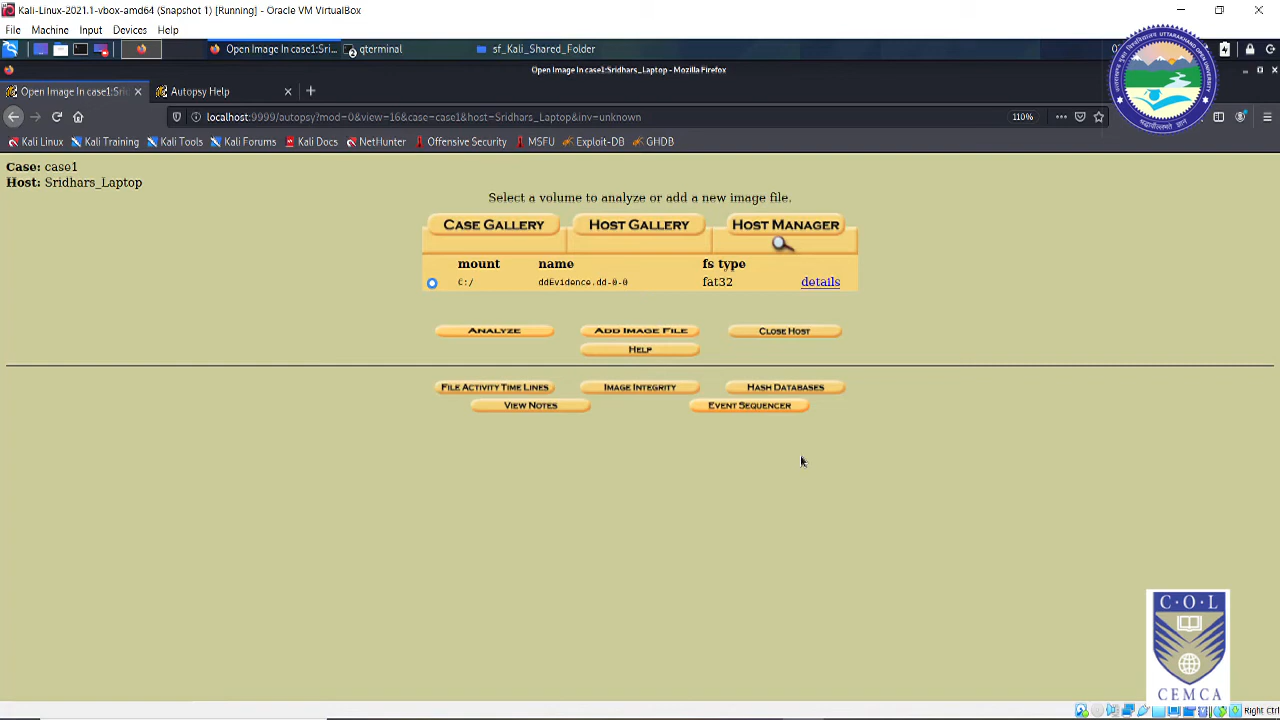 Kali-Linux-2021.1-vbox-amd64 (Snapshot 1) [Running] - Oracle VM VirtualBox
File Machine Input Devices Help
Open Image In case1:Sri... qterminal sf_Kali_Shared_Folder
Open Image In case1:Sridhars_Laptop - Mozilla Firefox
Open Image In case1:Srid Autopsy Help
localhost:9999/autopsy?mod=0&view=16&case=case1&host=Sridhars_Laptop&inv=unknown 110%
Kali Linux Kali Training Kali Tools Kali Forums Kali Docs NetHunter Offensive Security MSFU Exploit-DB GHDB
Case: case1
Host: Sridhars_Laptop
Select a volume to analyze or add a new image file.
CASE GALLERY HOST GALLERY HOST MANAGER
mount name fs type
C:/ ddEvidence.dd-0-0 fat32 details
ANALYZE ADD IMAGE FILE CLOSE HOST
HELP
FILE ACTIVITY TIME LINES IMAGE INTEGRITY HASH DATABASES
VIEW NOTES EVENT SEQUENCER
C·O·L
CEMCA
Right Ctrl